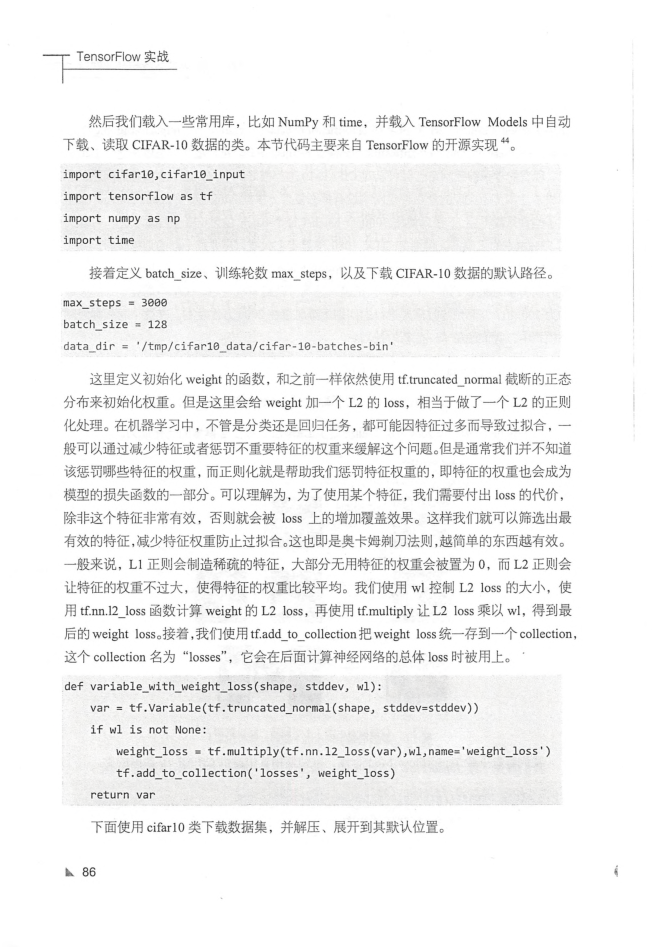 TensorFlow 实战
然后我们载入一些常用库，比如 NumPy 和 time，并载入 TensorFlow Models 中自动
下载、读取 CIFAR-10 数据的类。本节代码主要来自 TensorFlow 的开源实现 44。
import cifar10,cifar10_input
import tensorflow as tf
import numpy as np
import time
接着定义 batch_size、训练轮数 max_steps，以及下载 CIFAR-10 数据的默认路径。
max_steps = 3000
batch_size = 128
data_dir = '/tmp/cifar10_data/cifar-10-batches-bin'
这里定义初始化 weight 的函数，和之前一样依然使用 tf.truncated_normal 截断的正态
分布来初始化权重。但是这里会给 weight 加一个 L2 的 loss，相当于做了一个 L2 的正则
化处理。在机器学习中，不管是分类还是回归任务，都可能因特征过多而导致过拟合，一
般可以通过减少特征或者惩罚不重要特征的权重来缓解这个问题。但是通常我们并不知道
该惩罚哪些特征的权重，而正则化就是帮助我们惩罚特征权重的，即特征的权重也会成为
模型的损失函数的一部分。可以理解为，为了使用某个特征，我们需要付出 loss 的代价，
除非这个特征非常有效，否则就会被 loss 上的增加覆盖效果。这样我们就可以筛选出最
有效的特征，减少特征权重防止过拟合。这也即是奥卡姆剃刀法则，越简单的东西越有效。
一般来说，L1 正则会制造稀疏的特征，大部分无用特征的权重会被置为 0，而 L2 正则会
让特征的权重不过大，使得特征的权重比较平均。我们使用 wl 控制 L2 loss 的大小，使
用 tf.nn.l2_loss 函数计算 weight 的 L2 loss，再使用 tf.multiply 让 L2 loss 乘以 wl，得到最
后的 weight loss。接着，我们使用 tf.add_to_collection 把 weight loss 统一存到一个 collection，
这个 collection 名为“losses”，它会在后面计算神经网络的总体 loss 时被用上。
def variable_with_weight_loss(shape, stddev, wl):
    var = tf.Variable(tf.truncated_normal(shape, stddev=stddev))
    if wl is not None:
        weight_loss = tf.multiply(tf.nn.l2_loss(var),wl,name='weight_loss')
        tf.add_to_collection('losses', weight_loss)
    return var
下面使用 cifar10 类下载数据集，并解压、展开到其默认位置。
86